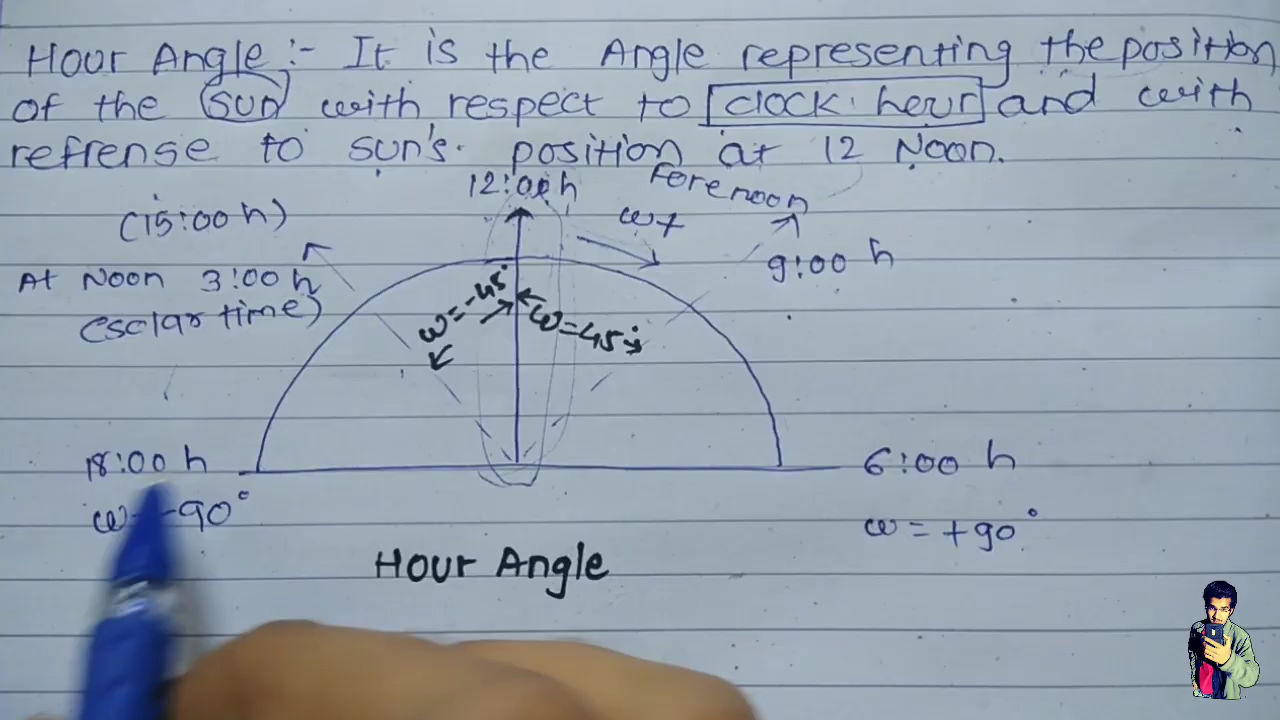 Hour Angle :- It is the Angle representing the position
of the sun with respect to clock hour and with
refrense to sun's position at 12 Noon.
12:00 h
Forenoon
(15:00 h)
ω+
9:00 h
At Noon 3:00 h
(solar time)
ω=-45°
ω=45°
18:00 h
6:00 h
ω -90°
ω = +90°
Hour Angle